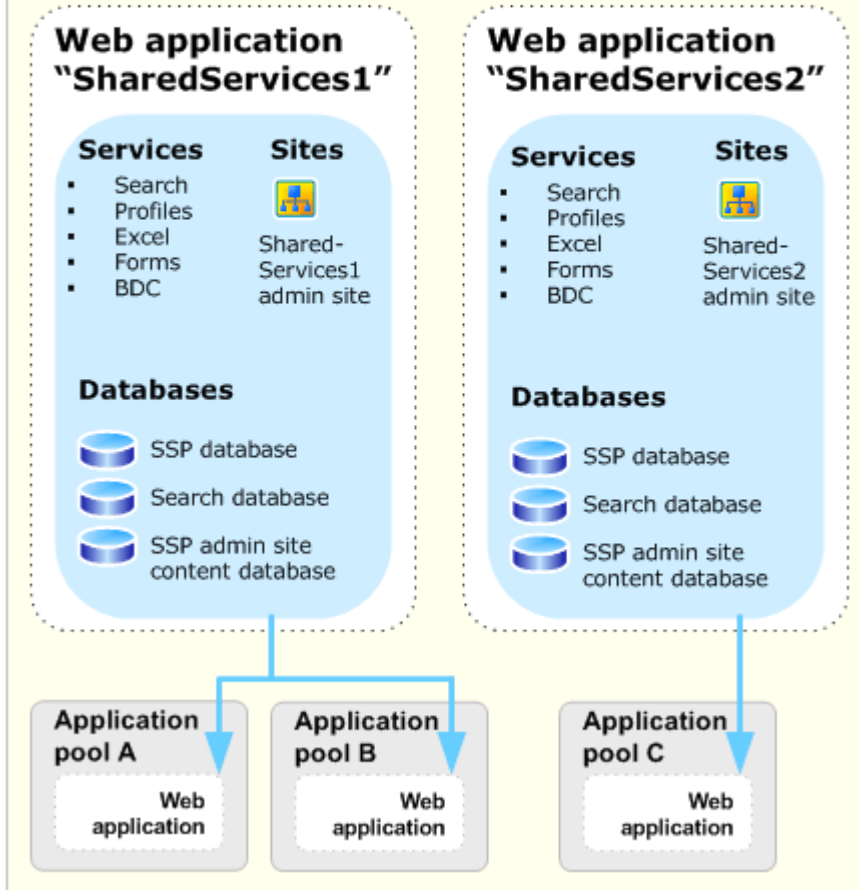 Web application
“SharedServices1”
Services
▪ Search
▪ Profiles
▪ Excel
▪ Forms
▪ BDC
Sites
Shared-
Services1
admin site
Databases
SSP database
Search database
SSP admin site
content database
Web application
“SharedServices2”
Services
▪ Search
▪ Profiles
▪ Excel
▪ Forms
▪ BDC
Sites
Shared-
Services2
admin site
Databases
SSP database
Search database
SSP admin site
content database
Application
pool A
Web
application
Application
pool B
Web
application
Application
pool C
Web
application